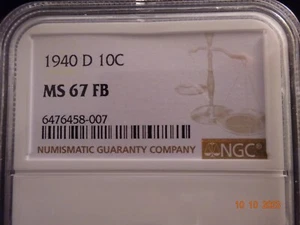 1940 D 10C
MS 67 FB
6476458-007
NUMISMATIC GUARANTY COMPANY
NGC®